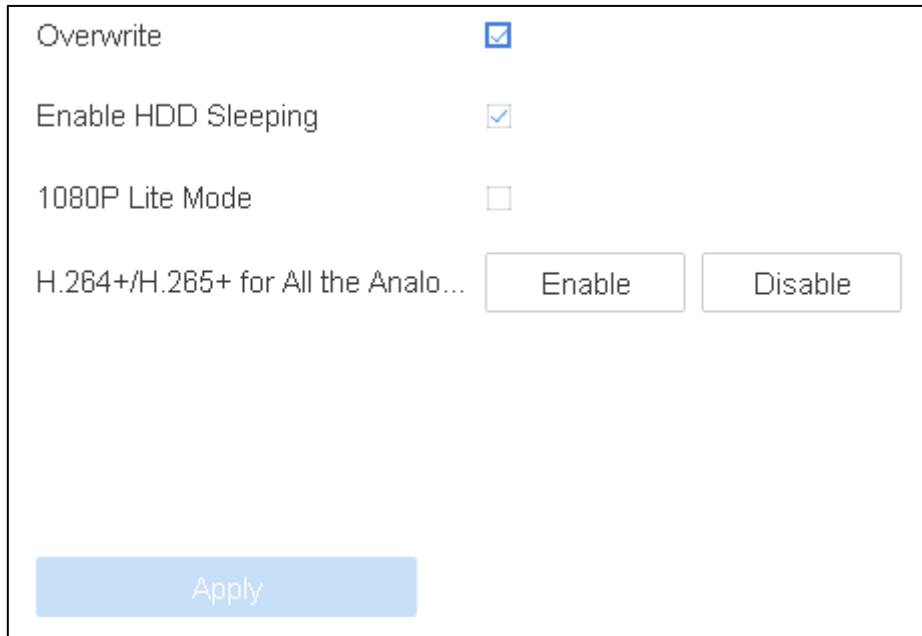 Overwrite
Enable HDD Sleeping
1080P Lite Mode
H.264+/H.265+ for All the Analo... Enable Disable
Apply